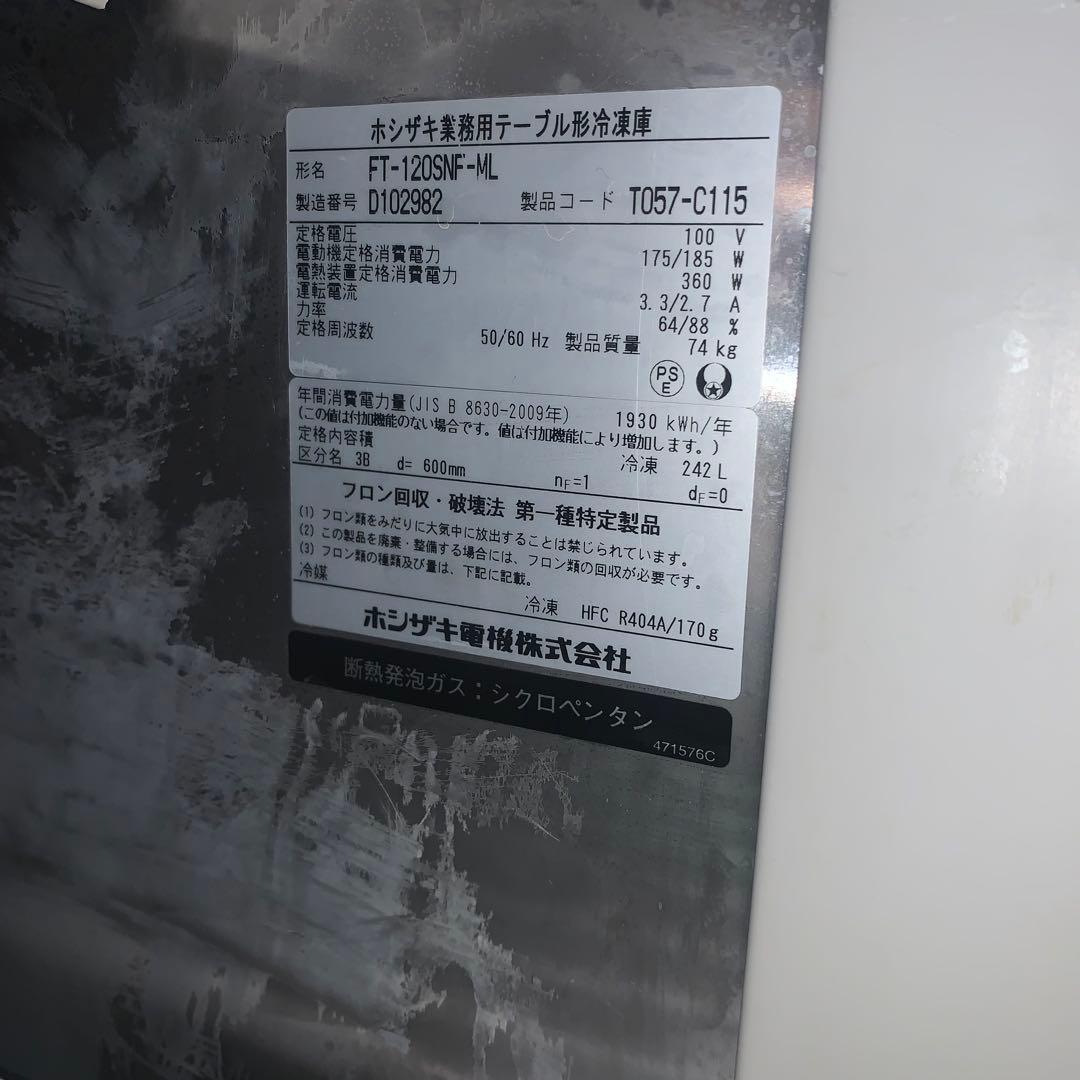 ホシザキ業務用テーブル形冷凍庫
形名 FT-120SNF-ML
製造番号 D102982 製品コード T057-C115
定格電圧 100 V
電動機定格消費電力 175/185 W
電熱装置定格消費電力 360 W
運転電流 3.3/2.7 A
力率 64/88 %
定格周波数 50/60 Hz 製品質量 74 kg
PS
E
年間消費電力量(JIS B 8630-2009年) 1930 kWh/年
(この値は付加機能のない場合です。値は付加機能により増加します。)
定格内容積 冷凍 242 L
区分名 3B d= 600mm nF=1 dF=0
フロン回収・破壊法 第一種特定製品
(1) フロン類をみだりに大気中に放出することは禁じられています。
(2) この製品を廃棄・整備する場合には、フロン類の回収が必要です。
(3) フロン類の種類及び量は、下記に記載。
冷媒 冷凍 HFC R404A/170g
ホシザキ電機株式会社
断熱発泡ガス:シクロペンタン
471576C